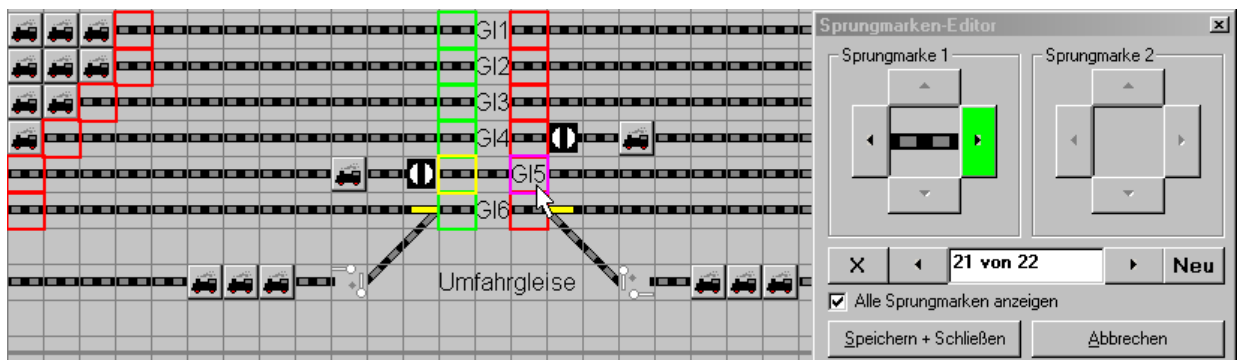 Gl1
Gl2
Gl3
Gl4
Gl5
Gl6
Umfahrgleise
Sprungmarken-Editor
Sprungmarke 1
Sprungmarke 2
X
21 von 22
Neu
Alle Sprungmarken anzeigen
Speichern + Schließen
Abbrechen